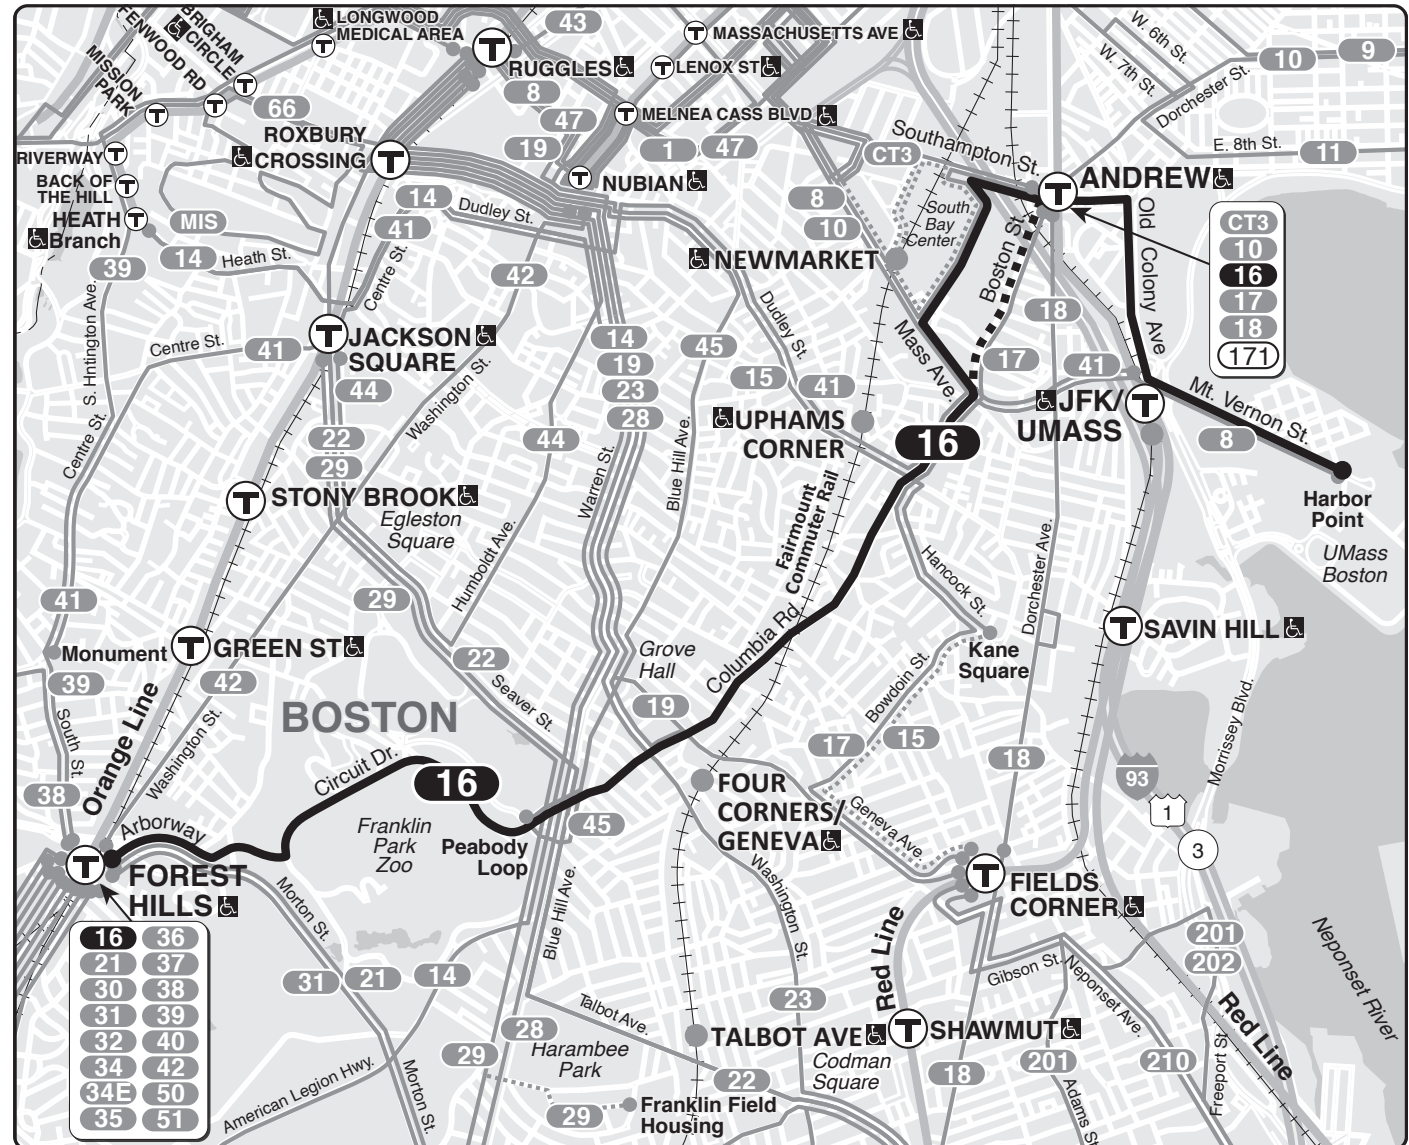 LONGWOOD
MEDICAL AREA
BRIGHAM
CIRCLE
FENWOOD RD
MISSION
PARK
43
T
RUGGLES
T
MASSACHUSETTS AVE
T
LENOX ST
T
MELNEA CASS BLVD
W. 6th St.
W. 7th St.
Dorchester St.
10
9
E. 8th St.
11
66
8
47
19
1
47
ROXBURY
CROSSING
T
RIVERWAY
T
BACK OF
THE HILL
T
HEATH
Branch
T
T
NUBIAN
CT3
Southampton St.
T
ANDREW
MIS
14
Dudley St.
41
8
10
South
Bay
Center
Boston St.
Old Colony Ave
CT3
10
16
17
18
171
14
Heath St.
Centre St.
39
S. Hntington Ave.
42
NEWMARKET
Dudley St.
Mass Ave.
18
T
JACKSON
SQUARE
Centre St.
41
44
Washington St.
14
19
23
28
45
15
41
17
41
JFK/
UMASS
T
Mt. Vernon St.
8
UPHAMS
CORNER
16
Harbor
Point
UMass
Boston
Centre St.
22
29
44
Warren St.
Blue Hill Ave.
Fairmount
Commuter Rail
T
STONY BROOK
Egleston
Square
Humboldt Ave.
Hancock St.
Dorchester Ave.
41
29
T
SAVIN HILL
Monument
T
GREEN ST
22
Grove
Hall
Columbia Rd.
Kane
Square
39
42
Seaver St.
19
Bowdoin St.
South St.
Orange Line
Washington St.
BOSTON
17
15
18
Morrissey Blvd.
93
1
3
38
Circuit Dr.
16
FOUR
CORNERS/
GENEVA
Geneva Ave.
Arborway
Franklin
Park
Zoo
Peabody
Loop
45
T
FOREST
HILLS
Morton St.
Blue Hill Ave.
Washington St.
T
FIELDS
CORNER
16 36
21 37
30 38
31 39
32 40
34 42
34E 50
35 51
31
21
14
Red Line
Gibson St.
Neponset Ave.
201
202
Neponset River
Talbot Ave.
23
28
29
Harambee
Park
TALBOT AVE
T
SHAWMUT
Codman
Square
Red Line
American Legion Hwy.
Morton St.
22
18
201
210
Adams St
Freeport St.
29
Franklin Field
Housing